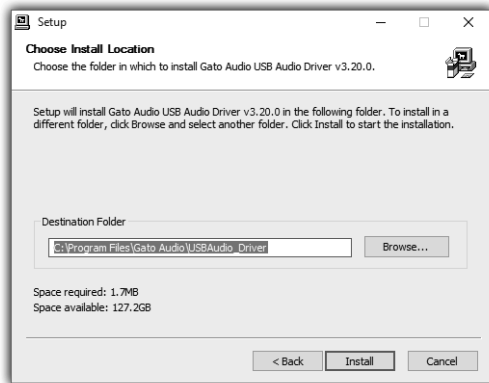 Setup
Choose Install Location
Choose the folder in which to install Gato Audio USB Audio Driver v3.20.0.
Setup will install Gato Audio USB Audio Driver v3.20.0 in the following folder. To install in a
different folder, click Browse and select another folder. Click Install to start the installation.
Destination Folder
C:\Program Files\Gato Audio\USBAudio_Driver
Browse...
Space required: 1.7MB
Space available: 127.2GB
< Back
Install
Cancel